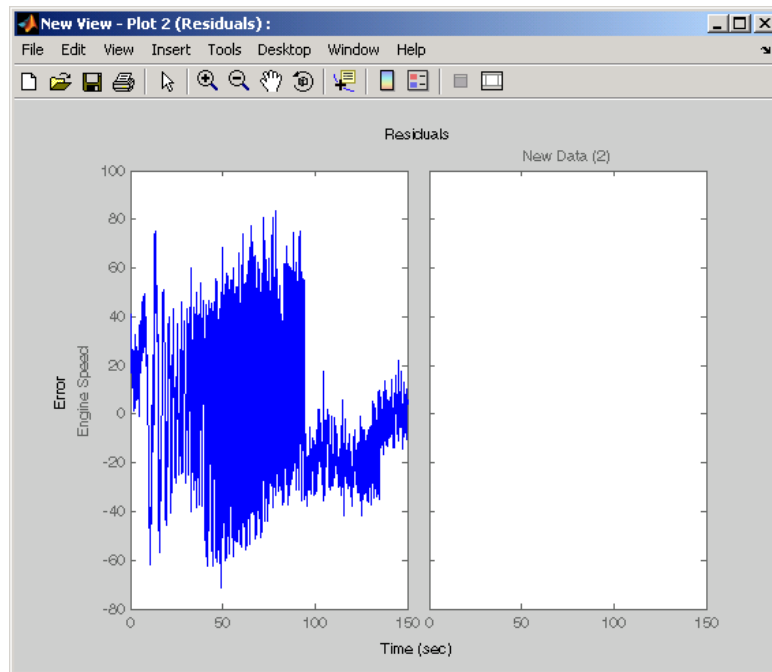 New View - Plot 2 (Residuals) :
File Edit View Insert Tools Desktop Window Help
Residuals
New Data (2)
100
80
60
40
20
0
-20
-40
-60
-80
Error
Engine Speed
0 50 100 150 0 50 100 150
Time (sec)